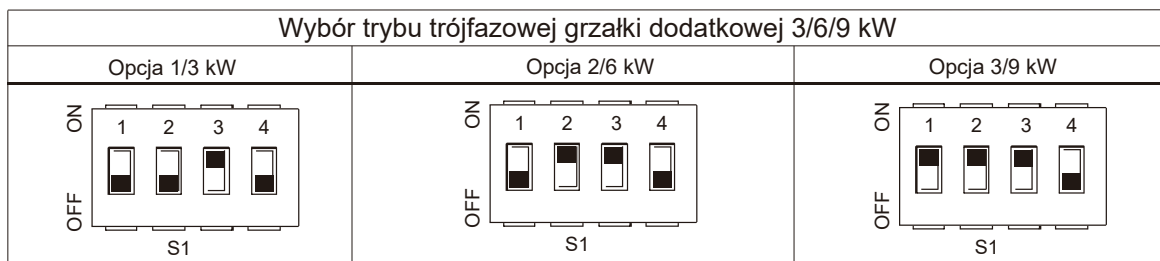 Wybór trybu trójfazowej grzałki dodatkowej 3/6/9 kW
Opcja 1/3 kW
Opcja 2/6 kW
Opcja 3/9 kW
ON
1 2 3 4
OFF
S1
ON
1 2 3 4
OFF
S1
ON
1 2 3 4
OFF
S1